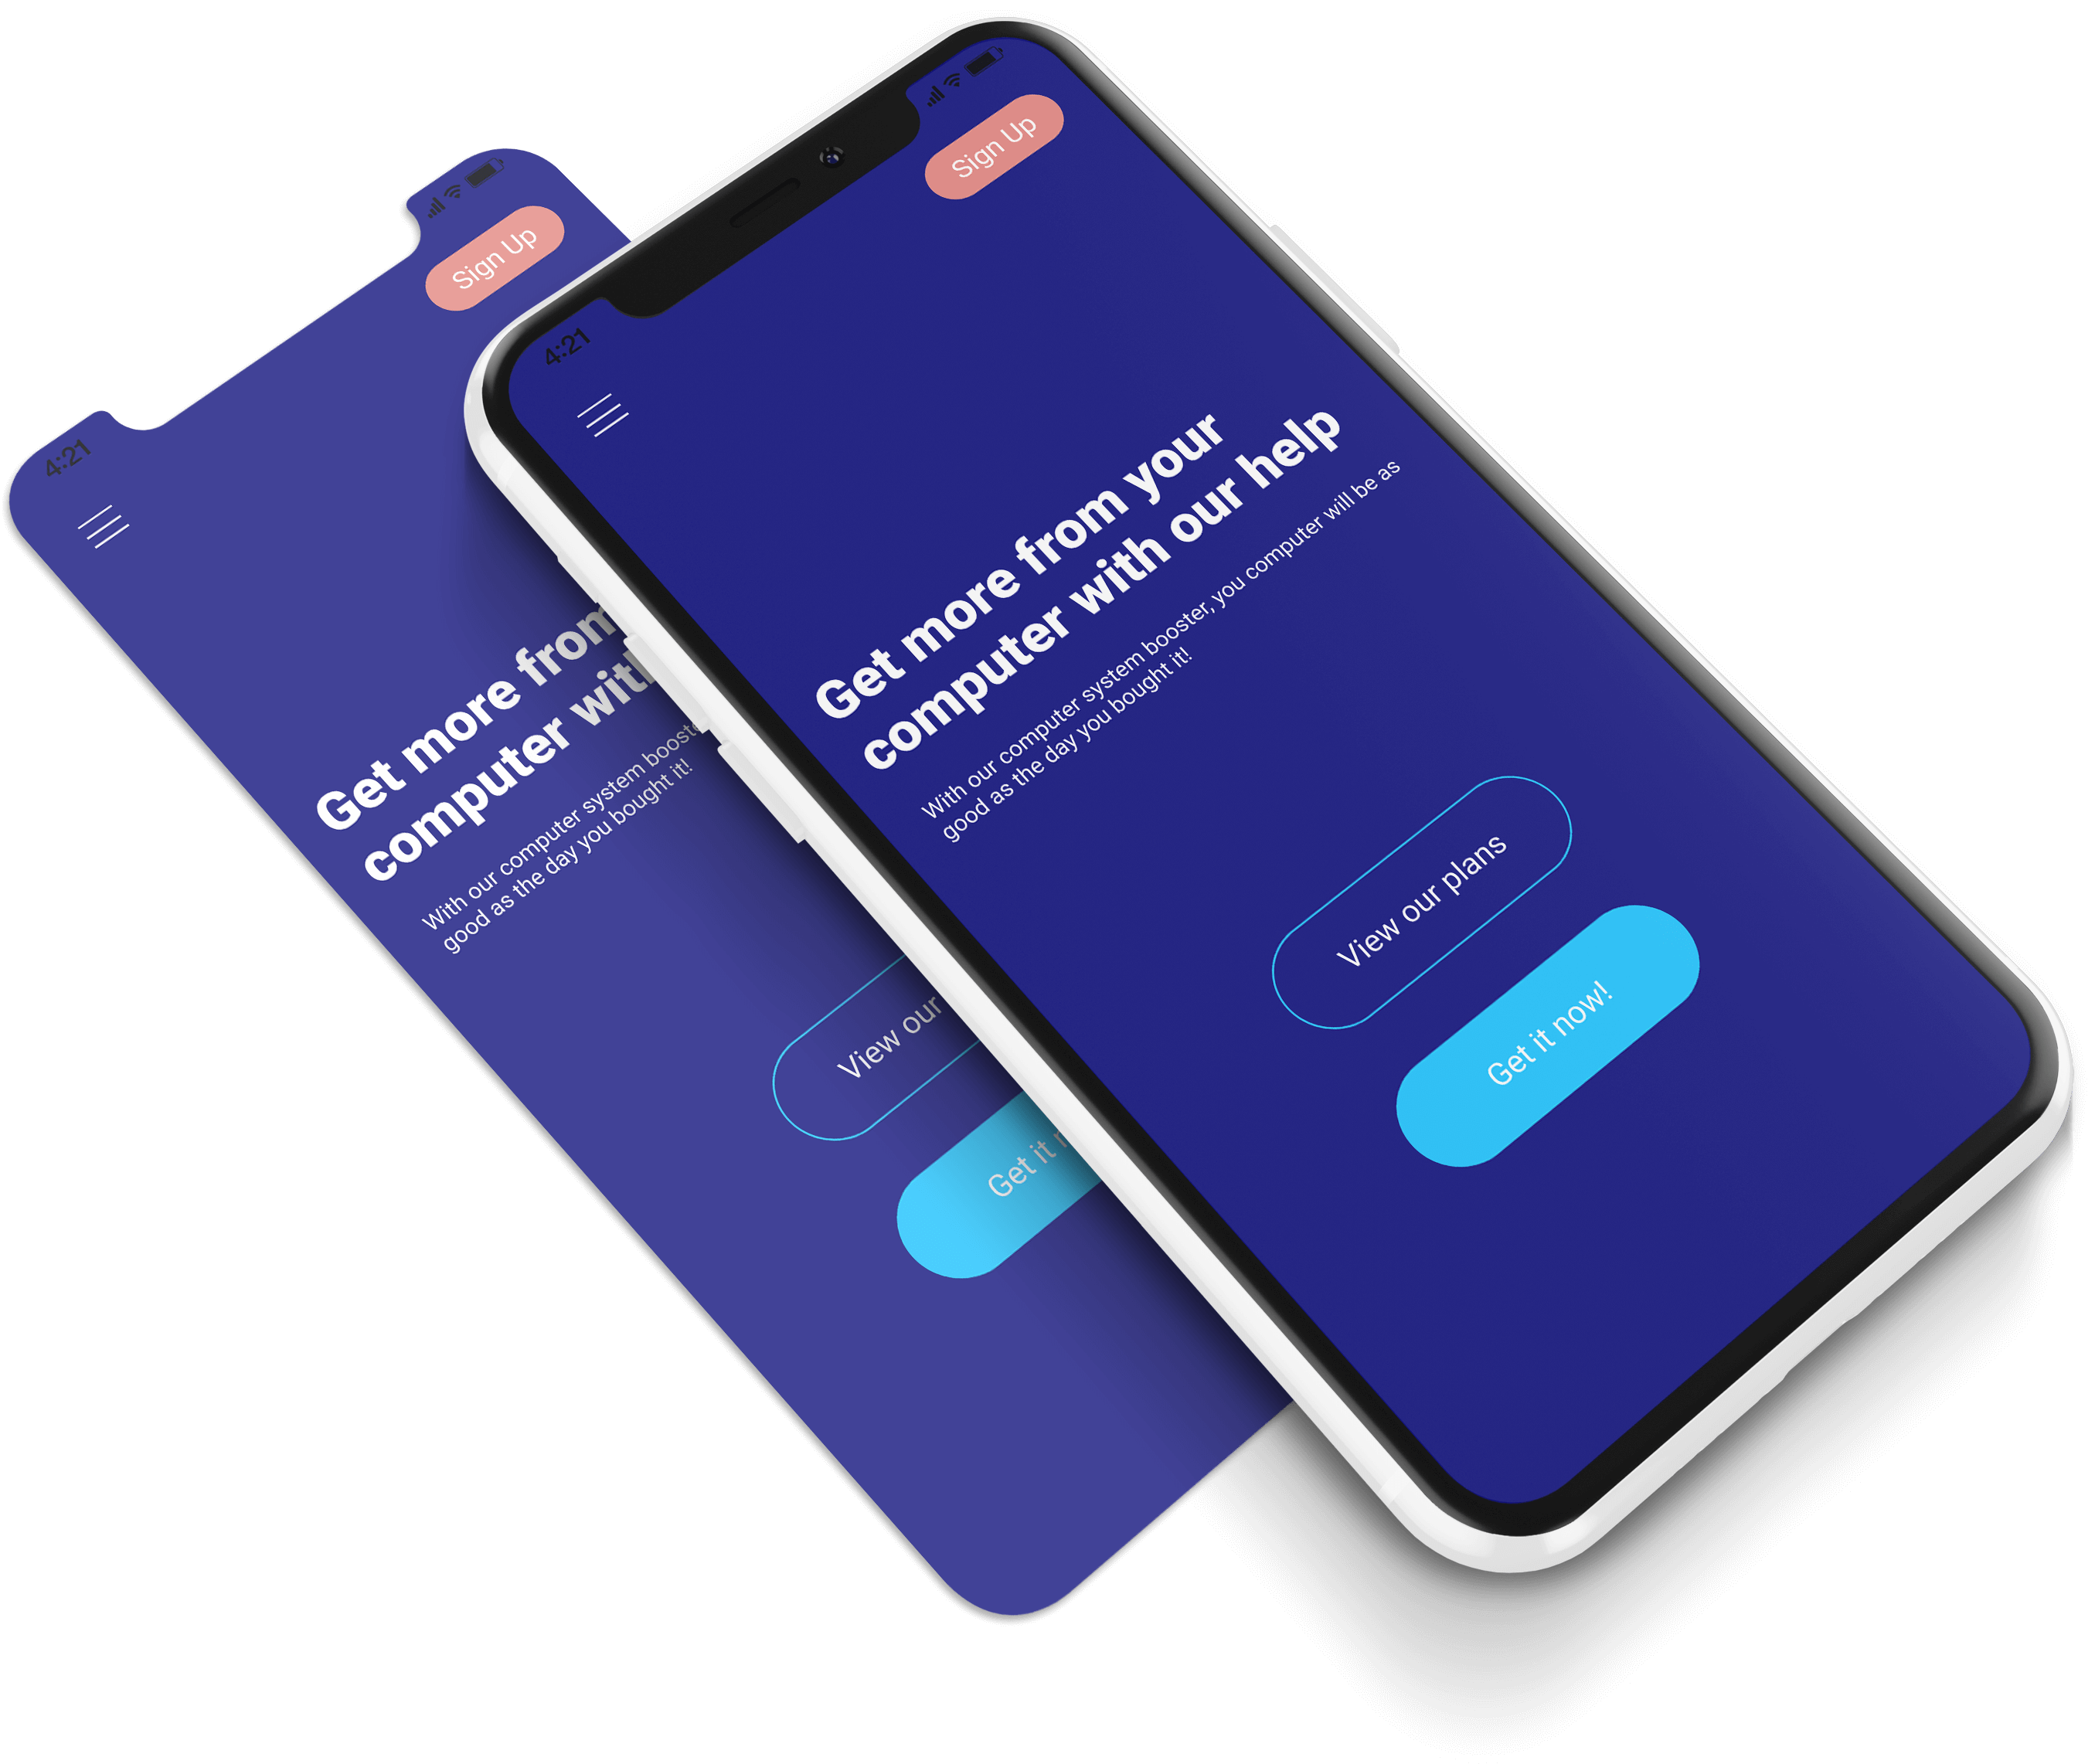 4:21
Sign Up
Get more from
computer with
With our computer system booste
good as the day you bought it!
View our
Get it n
4:21
Sign Up
Get more from your
computer with our help
With our computer system booster, you computer will be as
good as the day you bought it!
View our plans
Get it now!